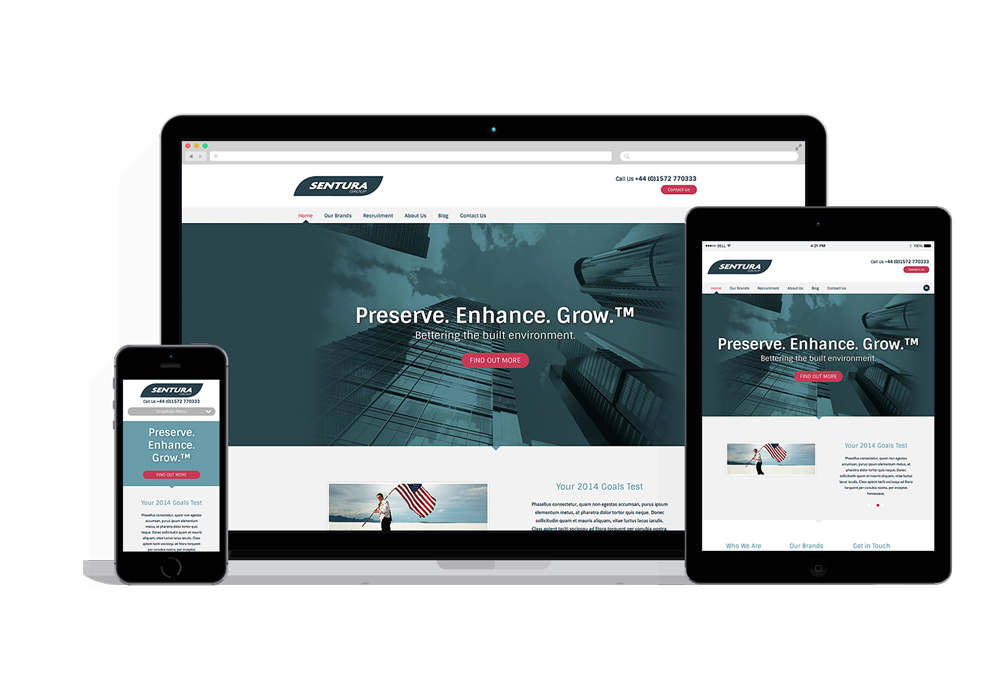 SENTURA
GROUP
Call Us +44 (0)1572 770333
Contact us
Home Our Brands Recruitment About Us Blog Contact Us
Preserve. Enhance. Grow.™
Bettering the built environment.
FIND OUT MORE
Your 2014 Goals Test
Phasellus consectetur, quam non egestas
accumsan, purus ipsum elementum metus,
at pharetra dolor tortor quis neque. Donec
sollicitudin quam et mauris aliquam, vitae luctus lacus iaculis.
Class aptent taciti sociosqu ad litora torquent per
conubia nostra, per inceptos
SENTURA
Call Us +44 (0)1572 770333
Dropdown Menu
Preserve.
Enhance.
Grow.™
FIND OUT MORE
Your 2014 Goals Test
Phasellus consectetur, quam non egestas
accumsan, purus ipsum elementum
metus, at pharetra dolor tortor quis
neque. Donec sollicitudin quam et mauris
aliquam, vitae luctus lacus iaculis. Class
aptent taciti sociosqu ad litora torquent
per conubia nostra, per inceptos
BELL
4:21 PM
100%
SENTURA
Call Us +44 (0)1572 770333
Contact us
Home Our Brands Recruitment About Us Blog Contact Us
Preserve. Enhance. Grow.™
Bettering the built environment.
FIND OUT MORE
Your 2014 Goals Test
Phasellus consectetur, quam non egestas
accumsan, purus ipsum elementum metus,
at pharetra dolor tortor quis neque. Donec
sollicitudin quam et mauris aliquam, vitae
luctus lacus iaculis. Class aptent taciti sociosqu ad litora
torquent per conubia nostra, per inceptos
himenaeos.
Who We Are Our Brands Get in Touch